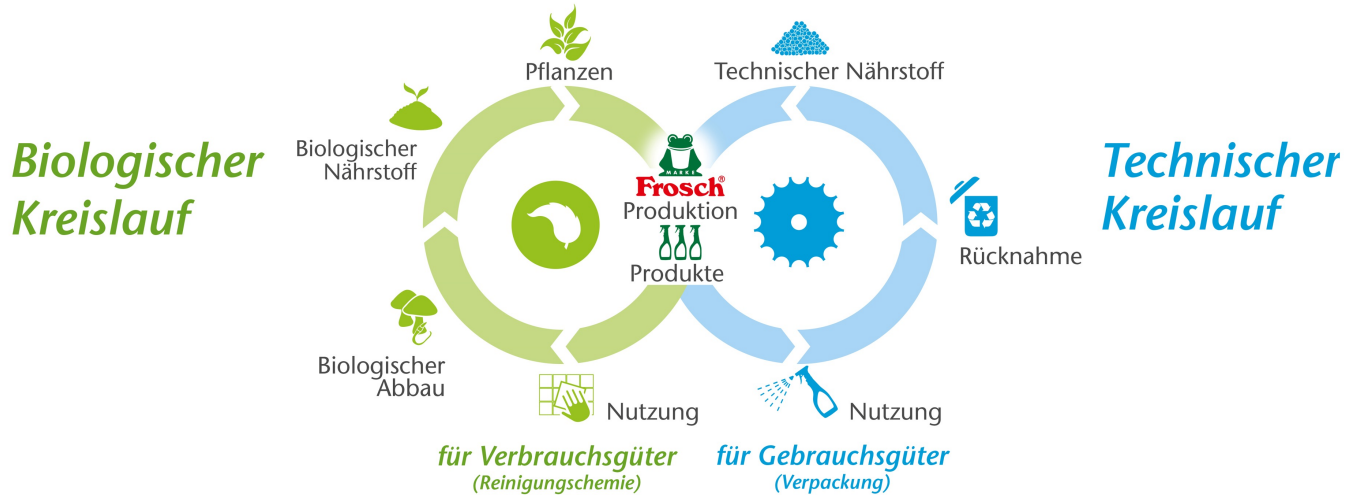 Biologischer
Kreislauf
Pflanzen
Biologischer
Nährstoff
Biologischer
Abbau
Nutzung
für Verbrauchsgüter
(Reinigungschemie)
MARKE
Frosch®
Produktion
Produkte
Technischer Nährstoff
Rücknahme
Nutzung
für Gebrauchsgüter
(Verpackung)
Technischer
Kreislauf